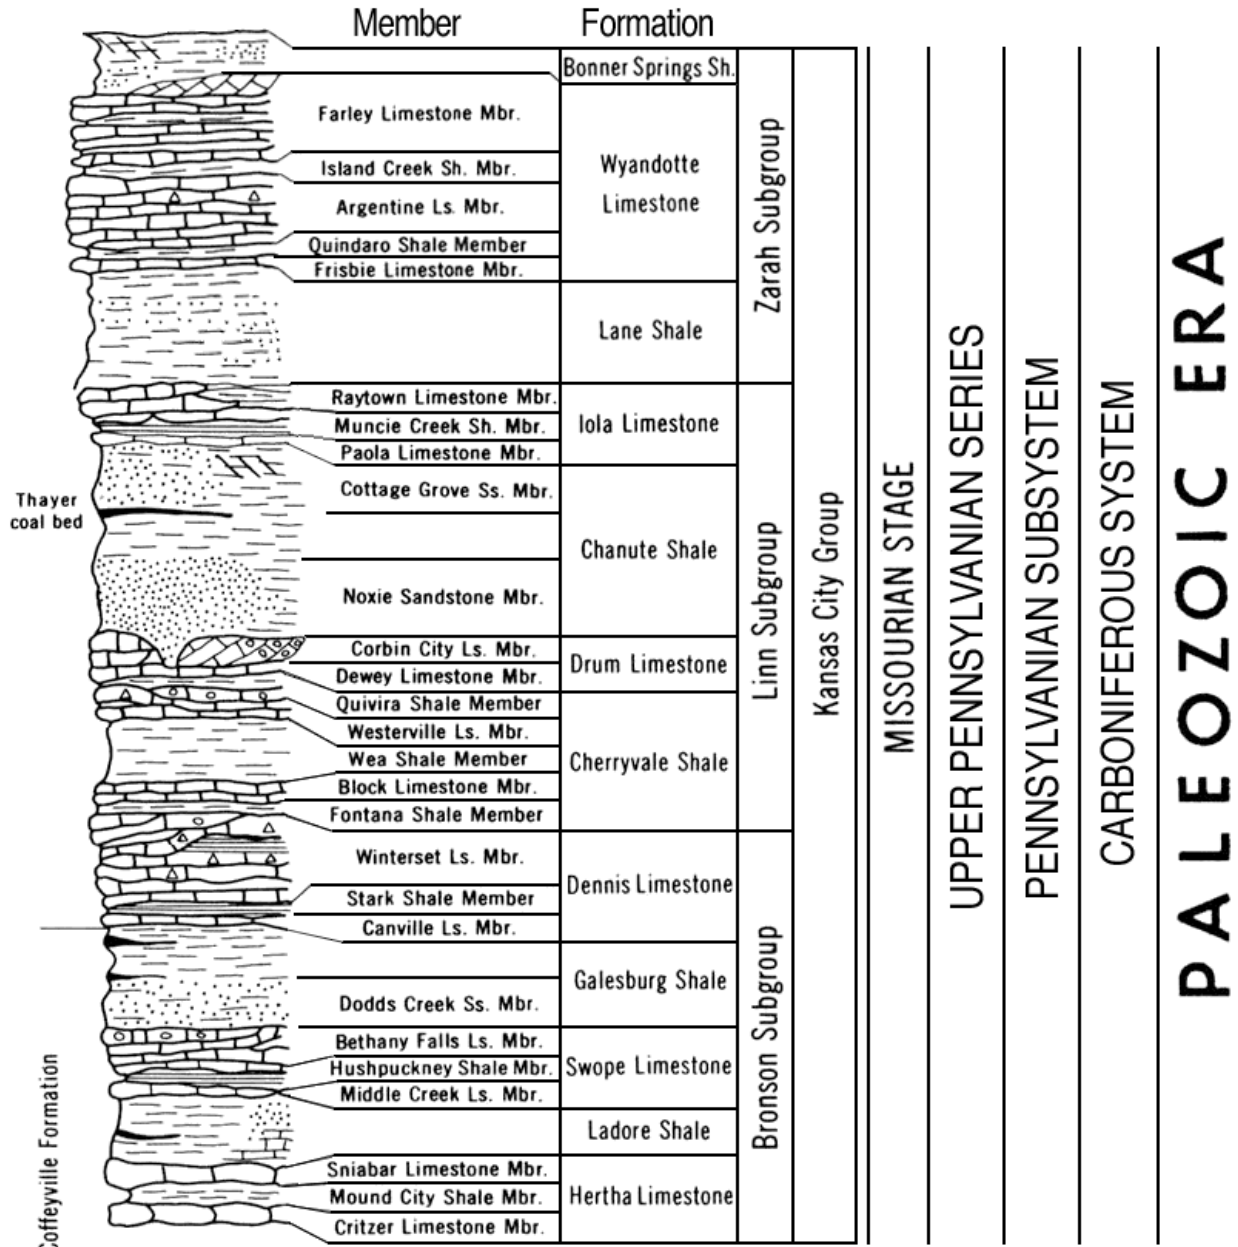 Member
Formation
Bonner Springs Sh.
Farley Limestone Mbr.
Island Creek Sh. Mbr.
Argentine Ls. Mbr.
Quindaro Shale Member
Frisbie Limestone Mbr.
Wyandotte
Limestone
Lane Shale
Zarah Subgroup
Raytown Limestone Mbr.
Muncie Creek Sh. Mbr.
Paola Limestone Mbr.
Iola Limestone
Thayer
coal bed
Cottage Grove Ss. Mbr.
Noxie Sandstone Mbr.
Chanute Shale
Corbin City Ls. Mbr.
Dewey Limestone Mbr.
Drum Limestone
Quivira Shale Member
Westerville Ls. Mbr.
Wea Shale Member
Block Limestone Mbr.
Fontana Shale Member
Cherryvale Shale
Linn Subgroup
Winterset Ls. Mbr.
Stark Shale Member
Canville Ls. Mbr.
Dennis Limestone
Dodds Creek Ss. Mbr.
Galesburg Shale
Bethany Falls Ls. Mbr.
Hushpuckney Shale Mbr.
Middle Creek Ls. Mbr.
Swope Limestone
Ladore Shale
Sniabar Limestone Mbr.
Mound City Shale Mbr.
Critzer Limestone Mbr.
Hertha Limestone
Bronson Subgroup
Coffeyville Formation
Kansas City Group
MISSOURIAN STAGE
UPPER PENNSYLVANIAN SERIES
PENNSYLVANIAN SUBSYSTEM
CARBONIFEROUS SYSTEM
PALEOZOIC ERA